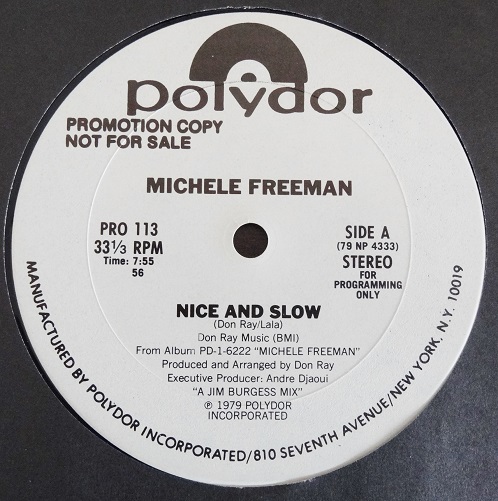 polydor
PROMOTION COPY
NOT FOR SALE
MICHELE FREEMAN
PRO 113
33 1/3 RPM
Time: 7:55
56
SIDE A
(79 NP 4333)
STEREO
FOR
PROGRAMMING
ONLY
NICE AND SLOW
(Don Ray/Lala)
Don Ray Music (BMI)
From Album PD-1-6222 "MICHELE FREEMAN"
Produced and Arranged by Don Ray
Executive Producer: Andre Djaoui
"A JIM BURGESS MIX"
℗ 1979 POLYDOR
INCORPORATED
MANUFACTURED BY POLYDOR INCORPORATED/810 SEVENTH AVENUE/NEW YORK. N.Y. 10019